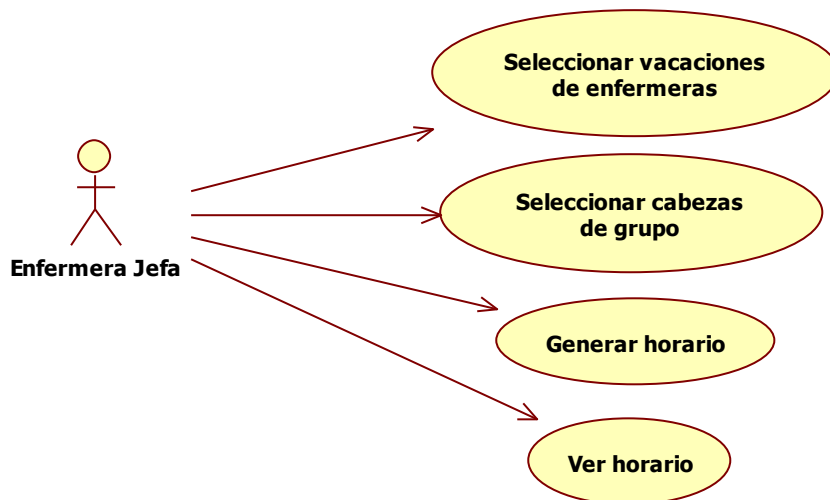 Seleccionar vacaciones
de enfermeras
Seleccionar cabezas
de grupo
Enfermera Jefa
Generar horario
Ver horario